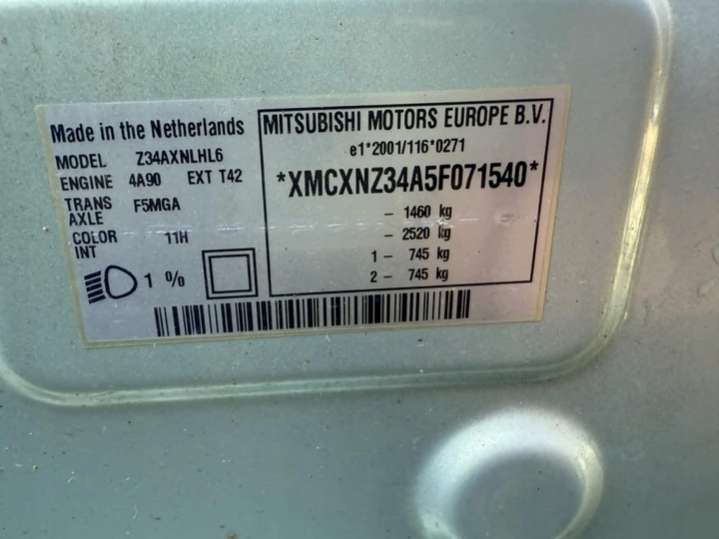 Made in the Netherlands
MODEL Z34AXNLHL6
ENGINE 4A90 EXT T42
TRANS F5MGA
AXLE
COLOR 11H
INT
1 %
MITSUBISHI MOTORS EUROPE B.V.
e1*2001/116*0271
*XMCXNZ34A5F071540*
- 1460 kg
- 2520 kg
1 - 745 kg
2 - 745 kg